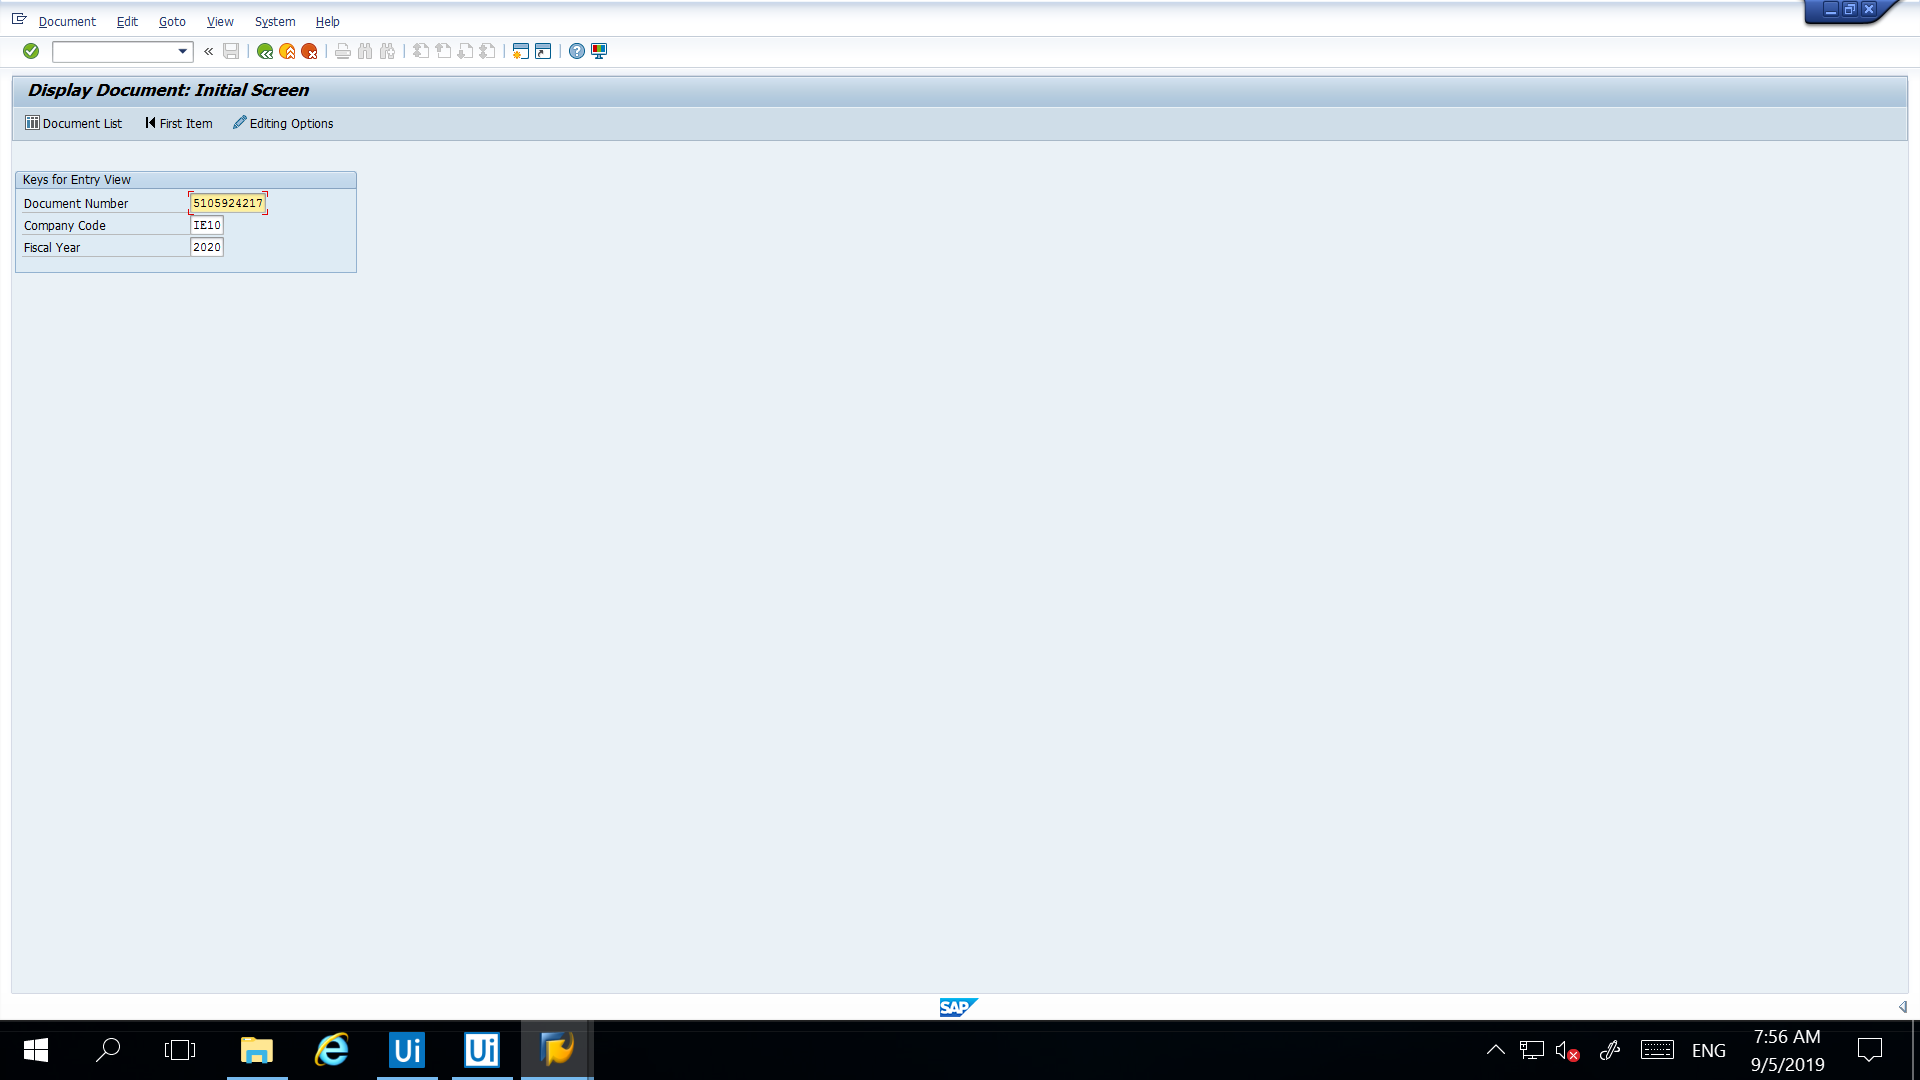 Document Edit Goto View System Help
Display Document: Initial Screen
Document List First Item Editing Options
Keys for Entry View
Document Number 5105924217
Company Code IE10
Fiscal Year 2020
SAP
Ui Ui ENG 7:56 AM
9/5/2019